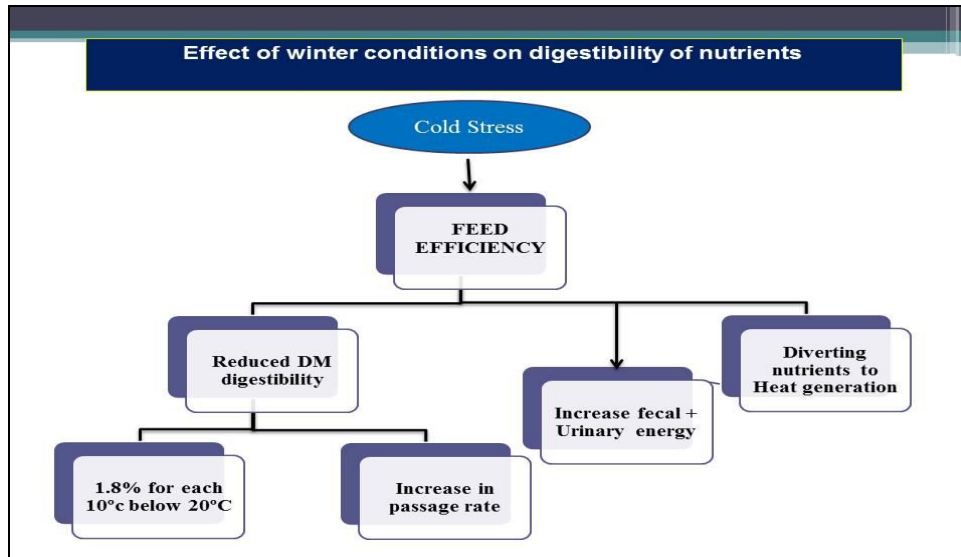 Effect of winter conditions on digestibility of nutrients
Cold Stress
FEED
EFFICIENCY
Reduced DM
digestibility
Increase fecal +
Urinary energy
Diverting
nutrients to
Heat generation
1.8% for each
10°c below 20°C
Increase in
passage rate